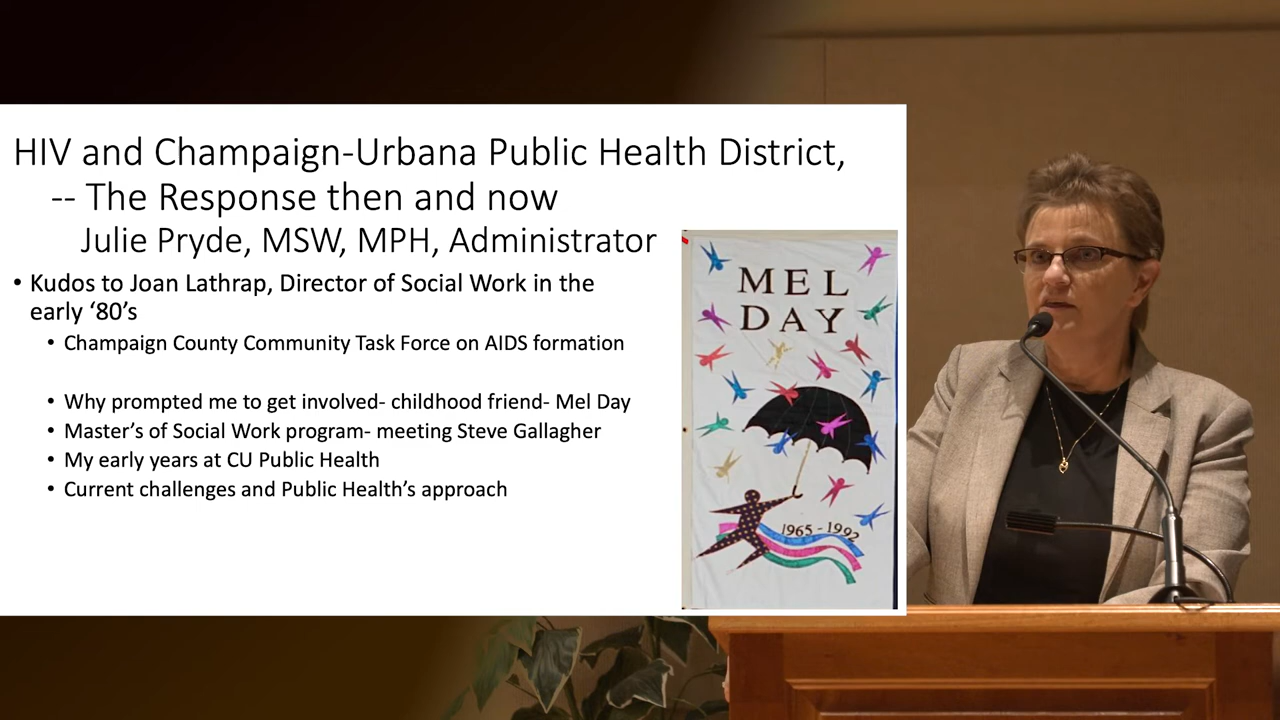 HIV and Champaign-Urbana Public Health District,
-- The Response then and now
Julie Pryde, MSW, MPH, Administrator
• Kudos to Joan Lathrap, Director of Social Work in the
early ‘80’s
• Champaign County Community Task Force on AIDS formation
• Why prompted me to get involved- childhood friend- Mel Day
• Master’s of Social Work program- meeting Steve Gallagher
• My early years at CU Public Health
• Current challenges and Public Health’s approach
MEL
DAY
1965-1992